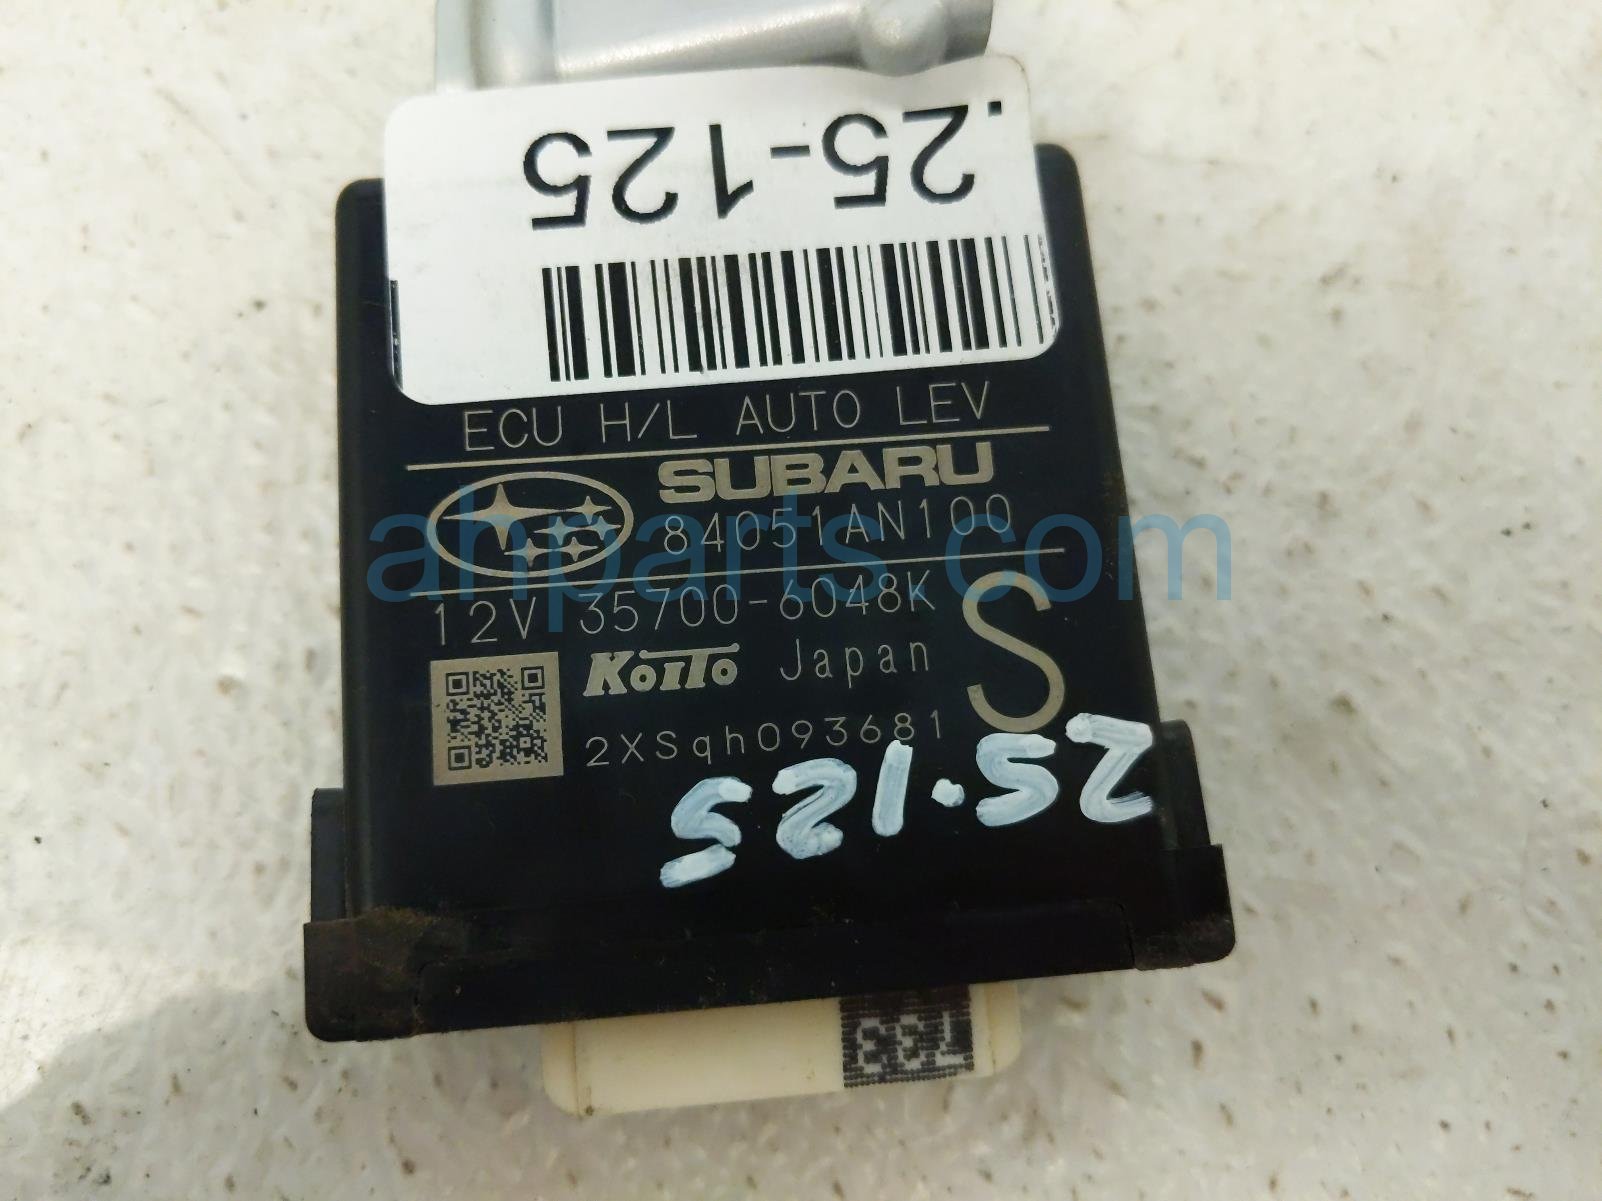 .25-125
ECU H/L AUTO LEV
SUBARU
84051AN100
12V 35700-6048K
S
KOITO Japan
2XSqh093681
25.125
ahparts.com